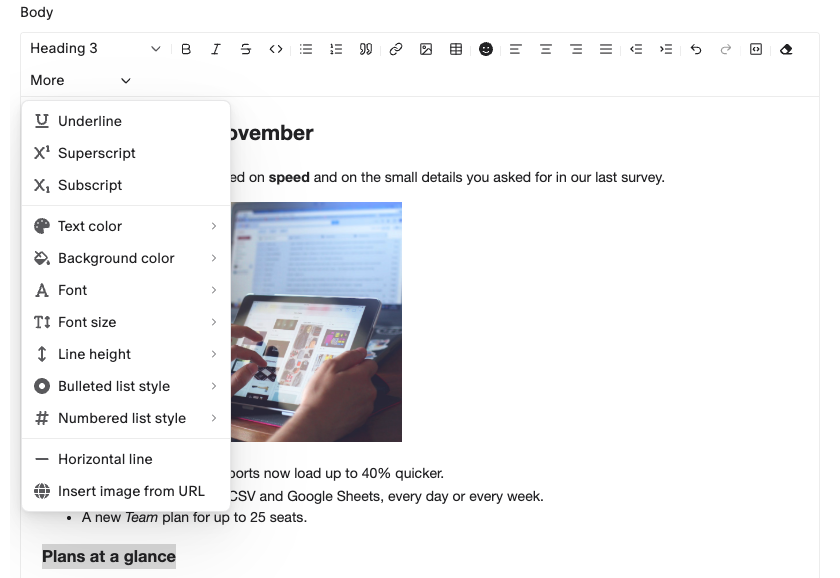 Body
Heading 3
More
Underline
Superscript
Subscript
Text color
Background color
Font
Font size
Line height
Bulleted list style
Numbered list style
Horizontal line
Insert image from URL
ovember
ed on speed and on the small details you asked for in our last survey.
ports now load up to 40% quicker.
CSV and Google Sheets, every day or every week.
• A new Team plan for up to 25 seats.
Plans at a glance